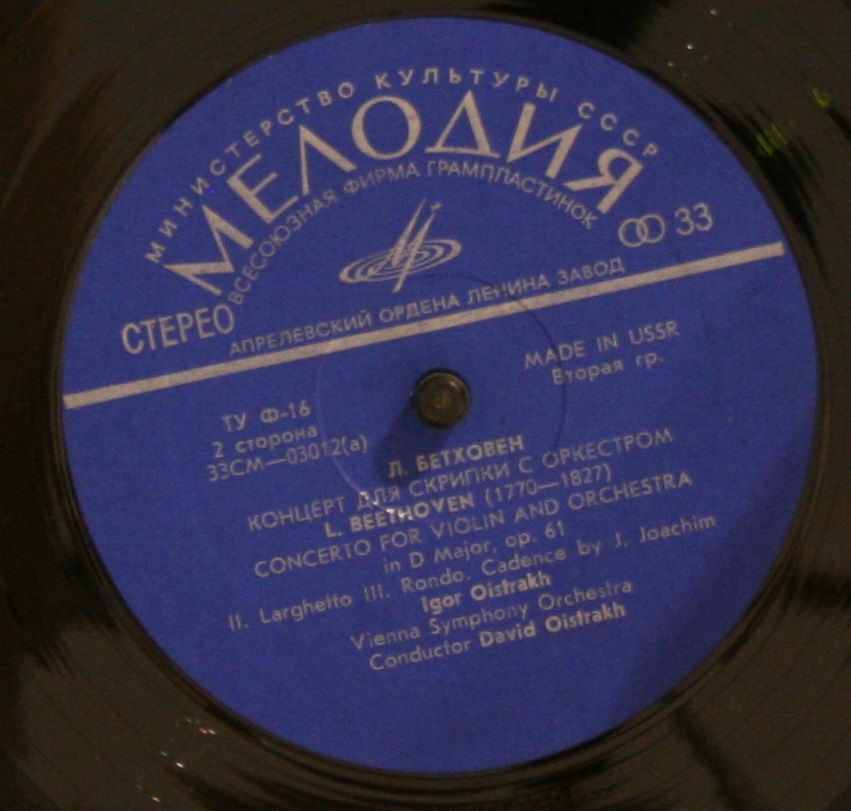 МИНИСТЕРСТВО КУЛЬТУРЫ СССР
МЕЛОДИЯ
ВСЕСОЮЗНАЯ ФИРМА ГРАМПЛАСТИНОК
33
СТЕРЕО
АПРЕЛЕВСКИЙ ОРДЕНА ЛЕНИНА ЗАВОД
MADE IN USSR
Вторая гр.
ТУ Ф-16
2 сторона
33СМ—03012(а)
Л. БЕТХОВЕН
КОНЦЕРТ ДЛЯ СКРИПКИ С ОРКЕСТРОМ
L. BEETHOVEN (1770—1827)
CONCERTO FOR VIOLIN AND ORCHESTRA
in D Major, op. 61
II. Larghetto III. Rondo. Cadence by J. Joachim
Igor Oistrakh
Vienna Symphony Orchestra
Conductor David Oistrakh